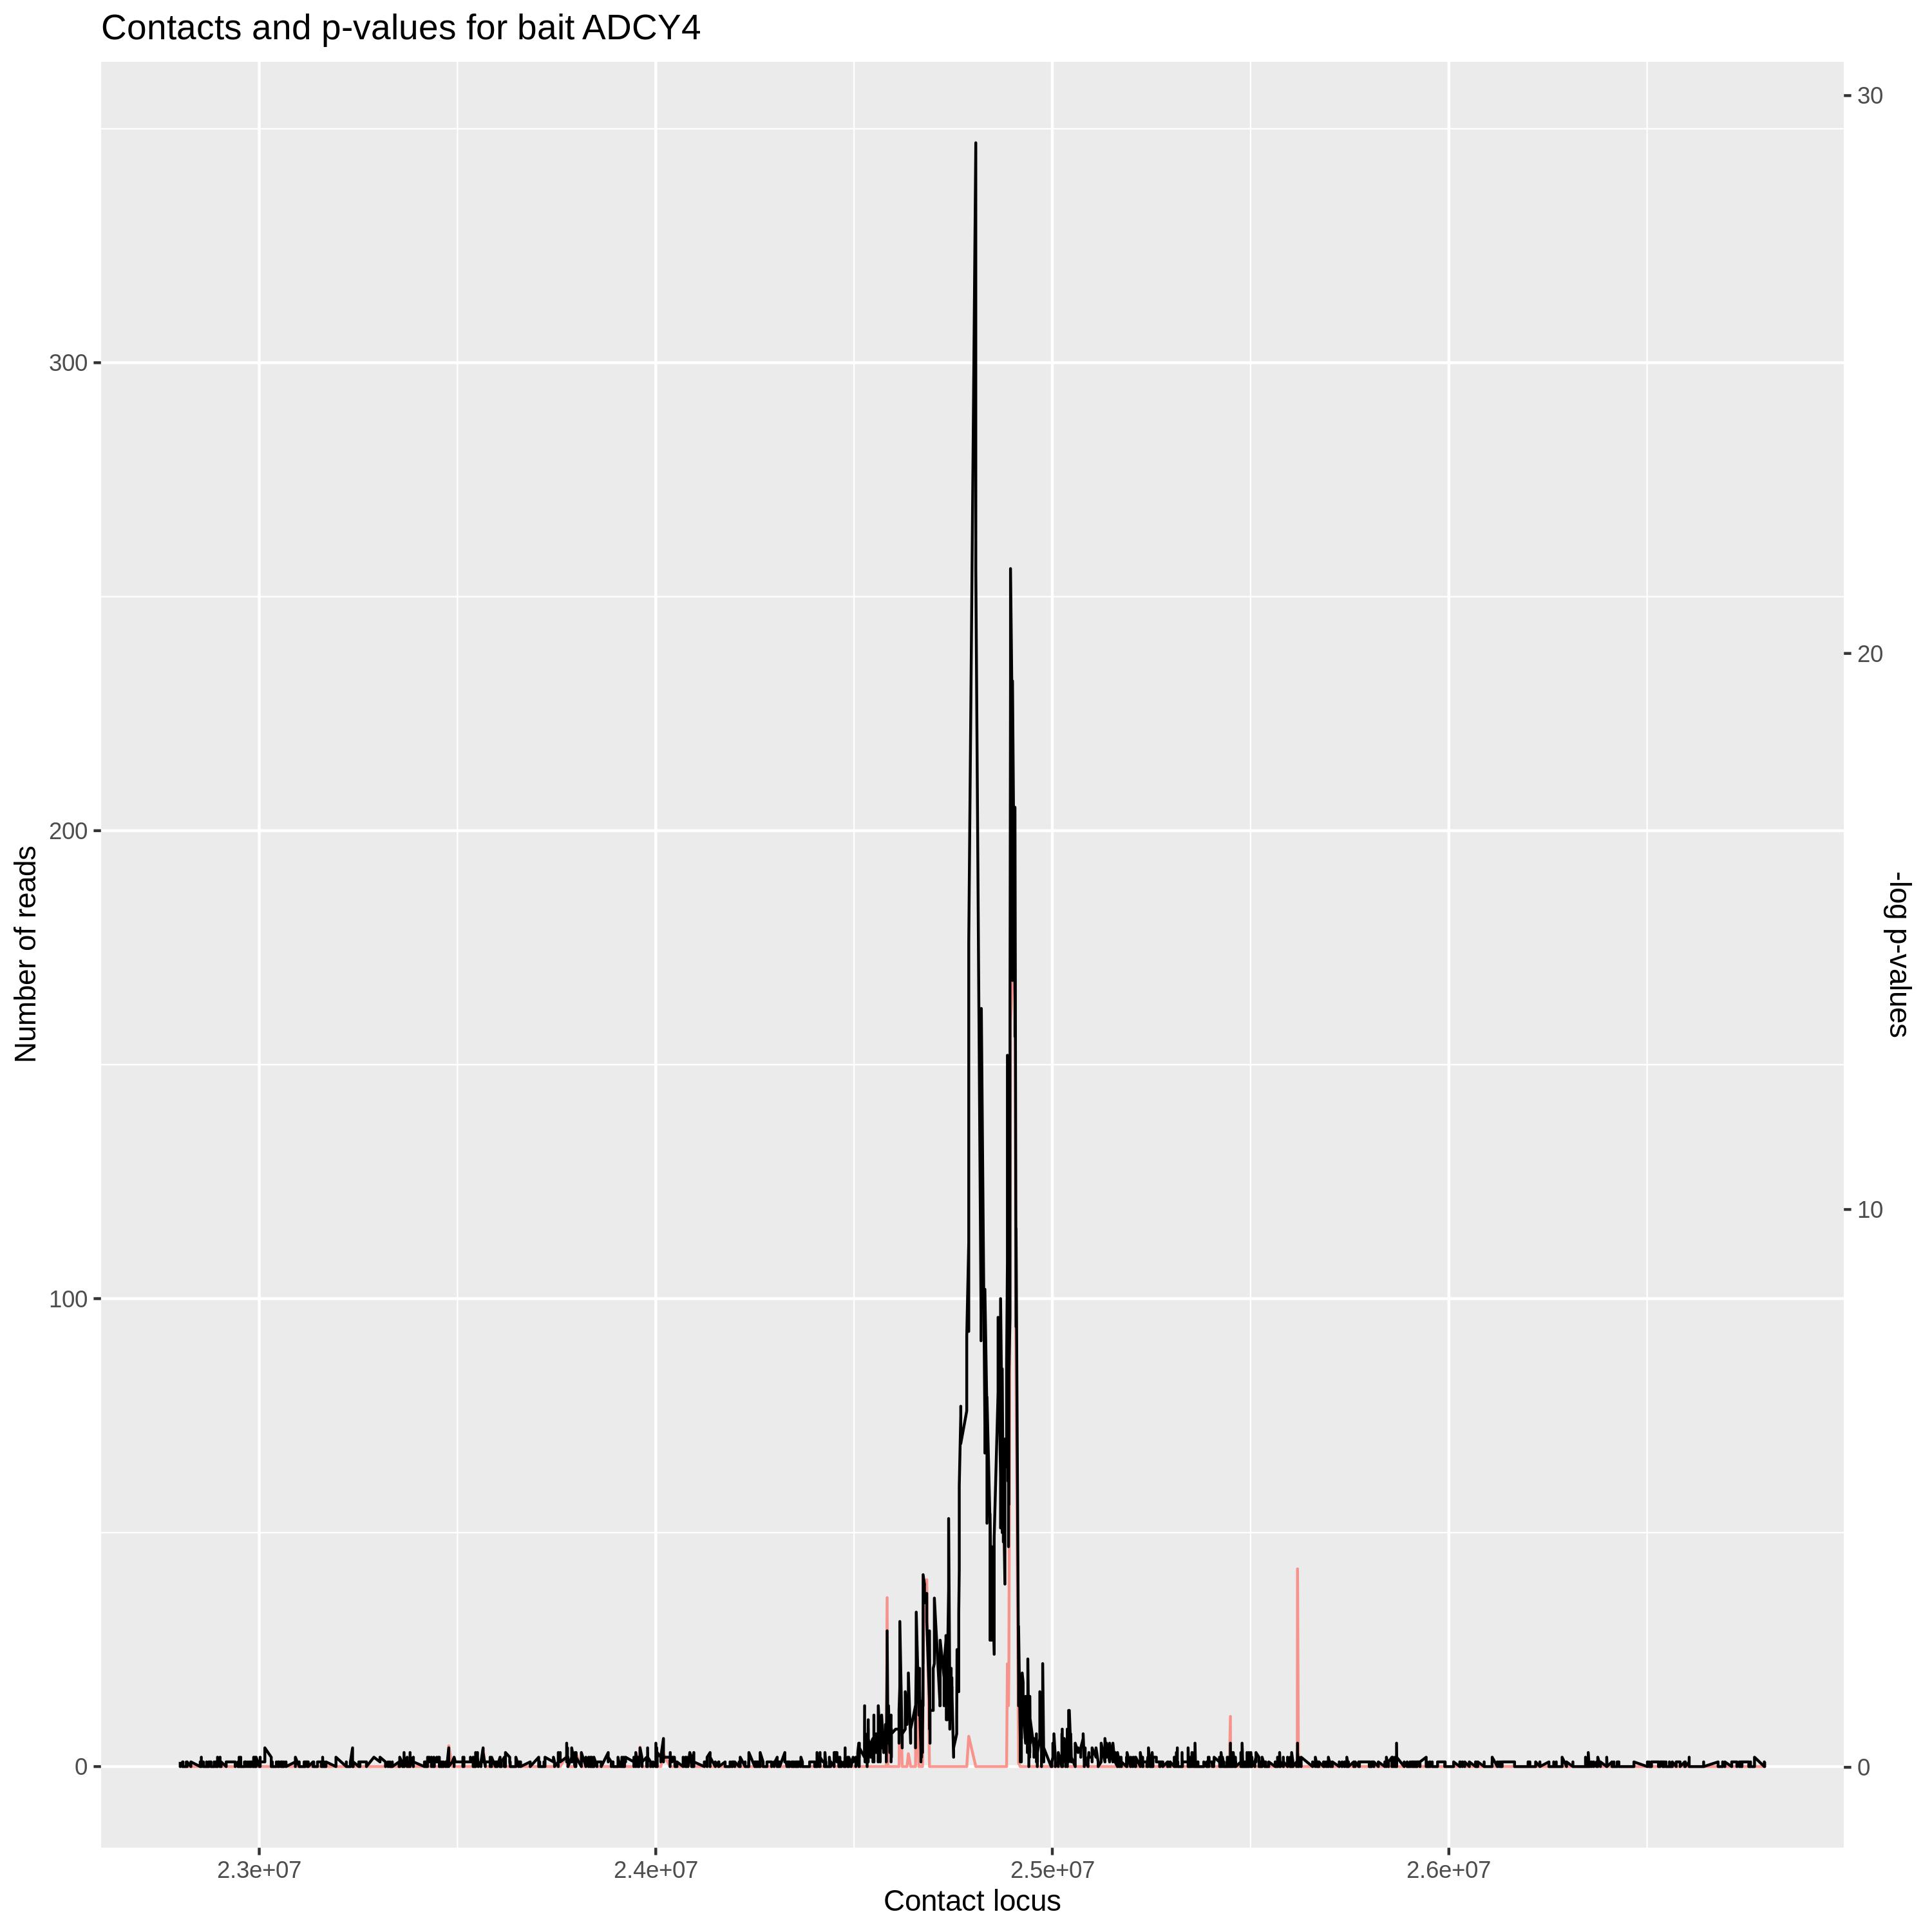 Contacts and p-values for bait ADCY4
30
300
20
200
Number of reads
-log p-values
10
100
0
0
2.3e+07
2.4e+07
2.5e+07
2.6e+07
Contact locus